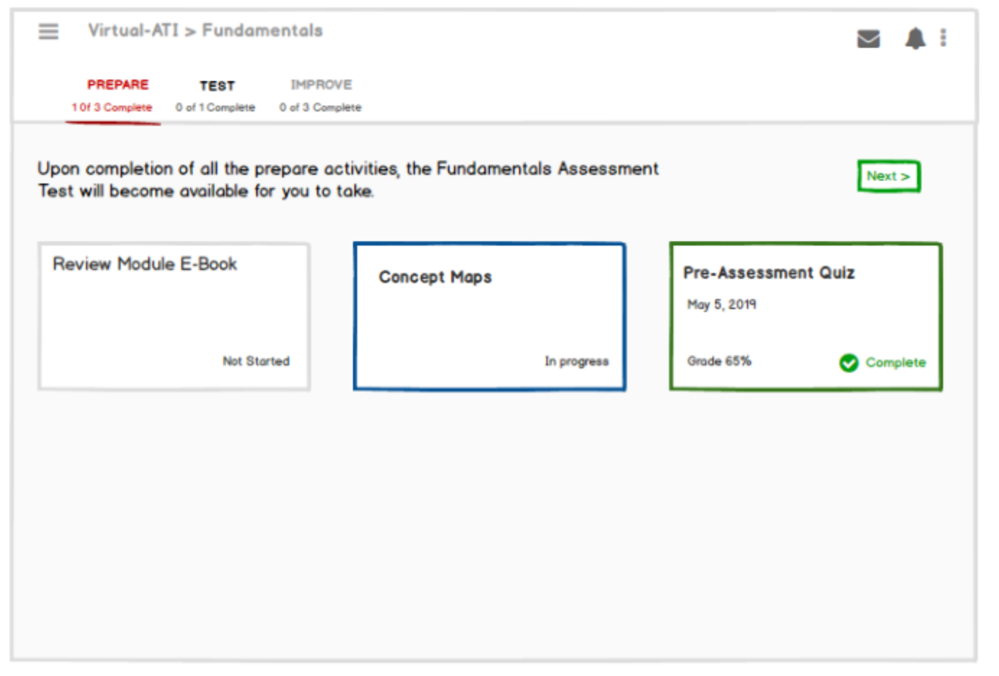 Virtual-ATI > Fundamentals
PREPARE
1 Of 3 Complete
TEST
0 of 1 Complete
IMPROVE
0 of 3 Complete
Upon completion of all the prepare activities, the Fundamentals Assessment
Test will become available for you to take.
Next >
Review Module E-Book
Not Started
Concept Maps
In progress
Pre-Assessment Quiz
May 5, 2019
Grade 65%
Complete